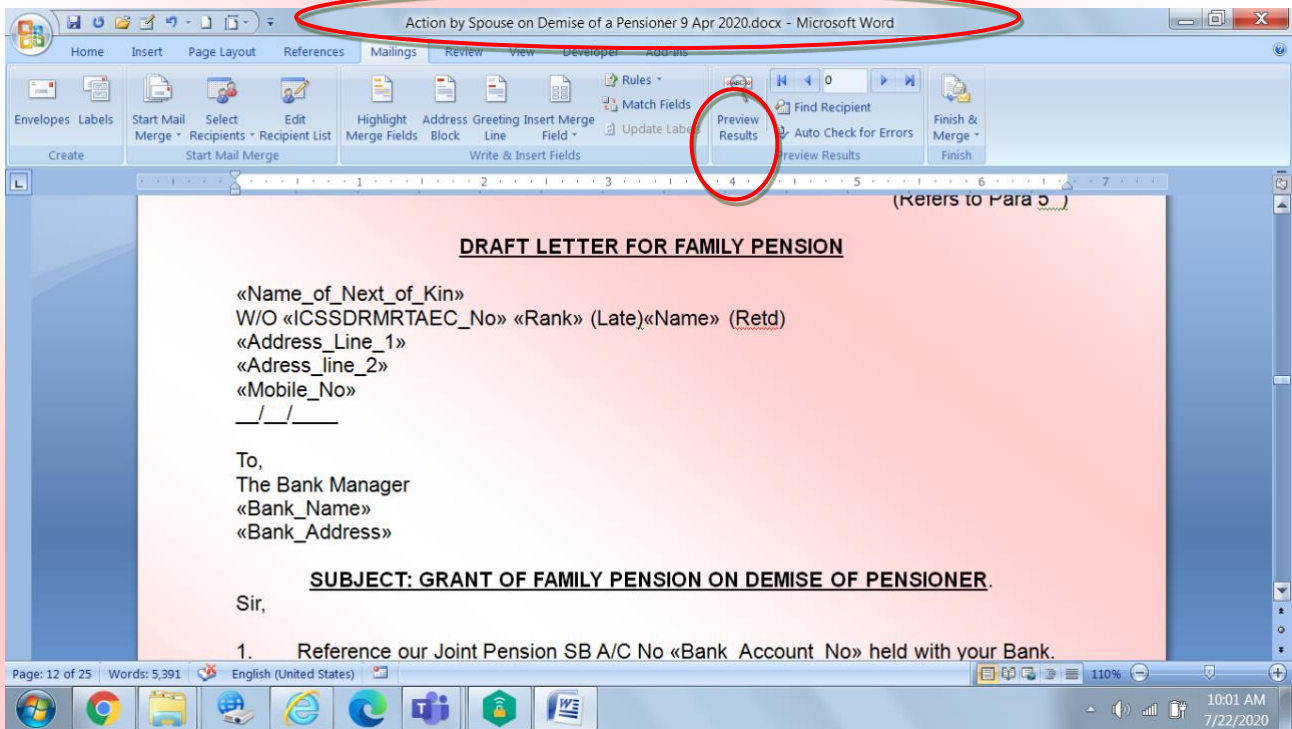 Action by Spouse on Demise of a Pensioner 9 Apr 2020.docx - Microsoft Word
Home Insert Page Layout References Mailings Review View Developer Add-Ins
Rules
Match Fields
Update Labels
0
Find Recipient
Auto Check for Errors
Envelopes Labels
Start Mail Merge
Select Recipients
Edit Recipient List
Highlight Merge Fields
Address Block
Greeting Line
Insert Merge Field
Preview Results
Finish & Merge
Create Start Mail Merge Write & Insert Fields Preview Results Finish
L
1 2 3 4 5 6 7
(Refers to Para 5 )
DRAFT LETTER FOR FAMILY PENSION
«Name_of_Next_of_Kin»
W/O «ICSSDRMRTAEC_No» «Rank» (Late)«Name» (Retd)
«Address_Line_1»
«Adress_line_2»
«Mobile_No»
__/__/____
To,
The Bank Manager
«Bank_Name»
«Bank_Address»
SUBJECT: GRANT OF FAMILY PENSION ON DEMISE OF PENSIONER.
Sir,
1. Reference our Joint Pension SB A/C No «Bank_Account_No» held with your Bank.
Page: 12 of 25 Words: 5,391 English (United States) 110%
10:01 AM
7/22/2020